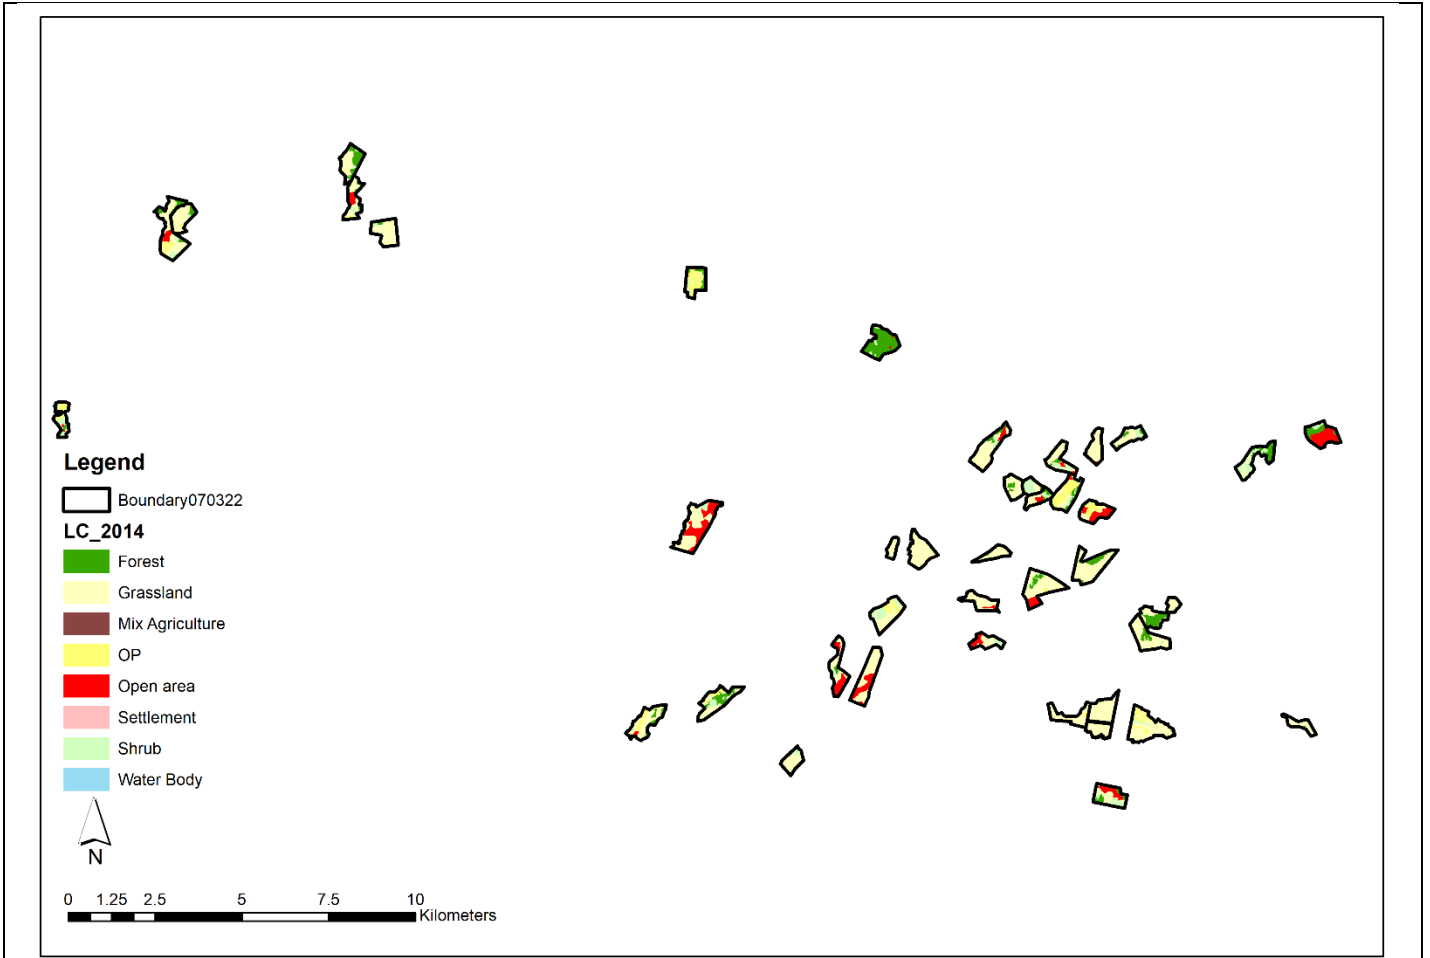 Legend
Boundary070322
LC_2014
Forest
Grassland
Mix Agriculture
OP
Open area
Settlement
Shrub
Water Body
N
0 1.25 2.5 5 7.5 10
Kilometers